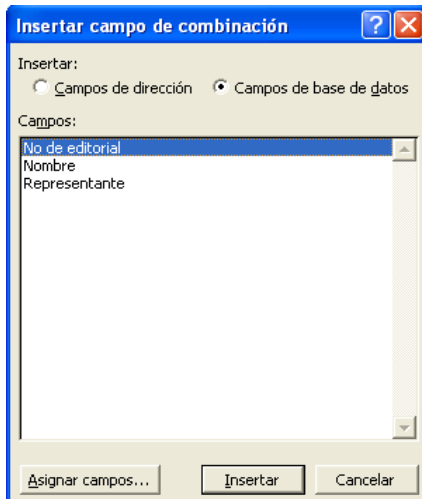 Insertar campo de combinación
Insertar:
Campos de dirección Campos de base de datos
Campos:
No de editorial
Nombre
Representante
Asignar campos... Insertar Cancelar